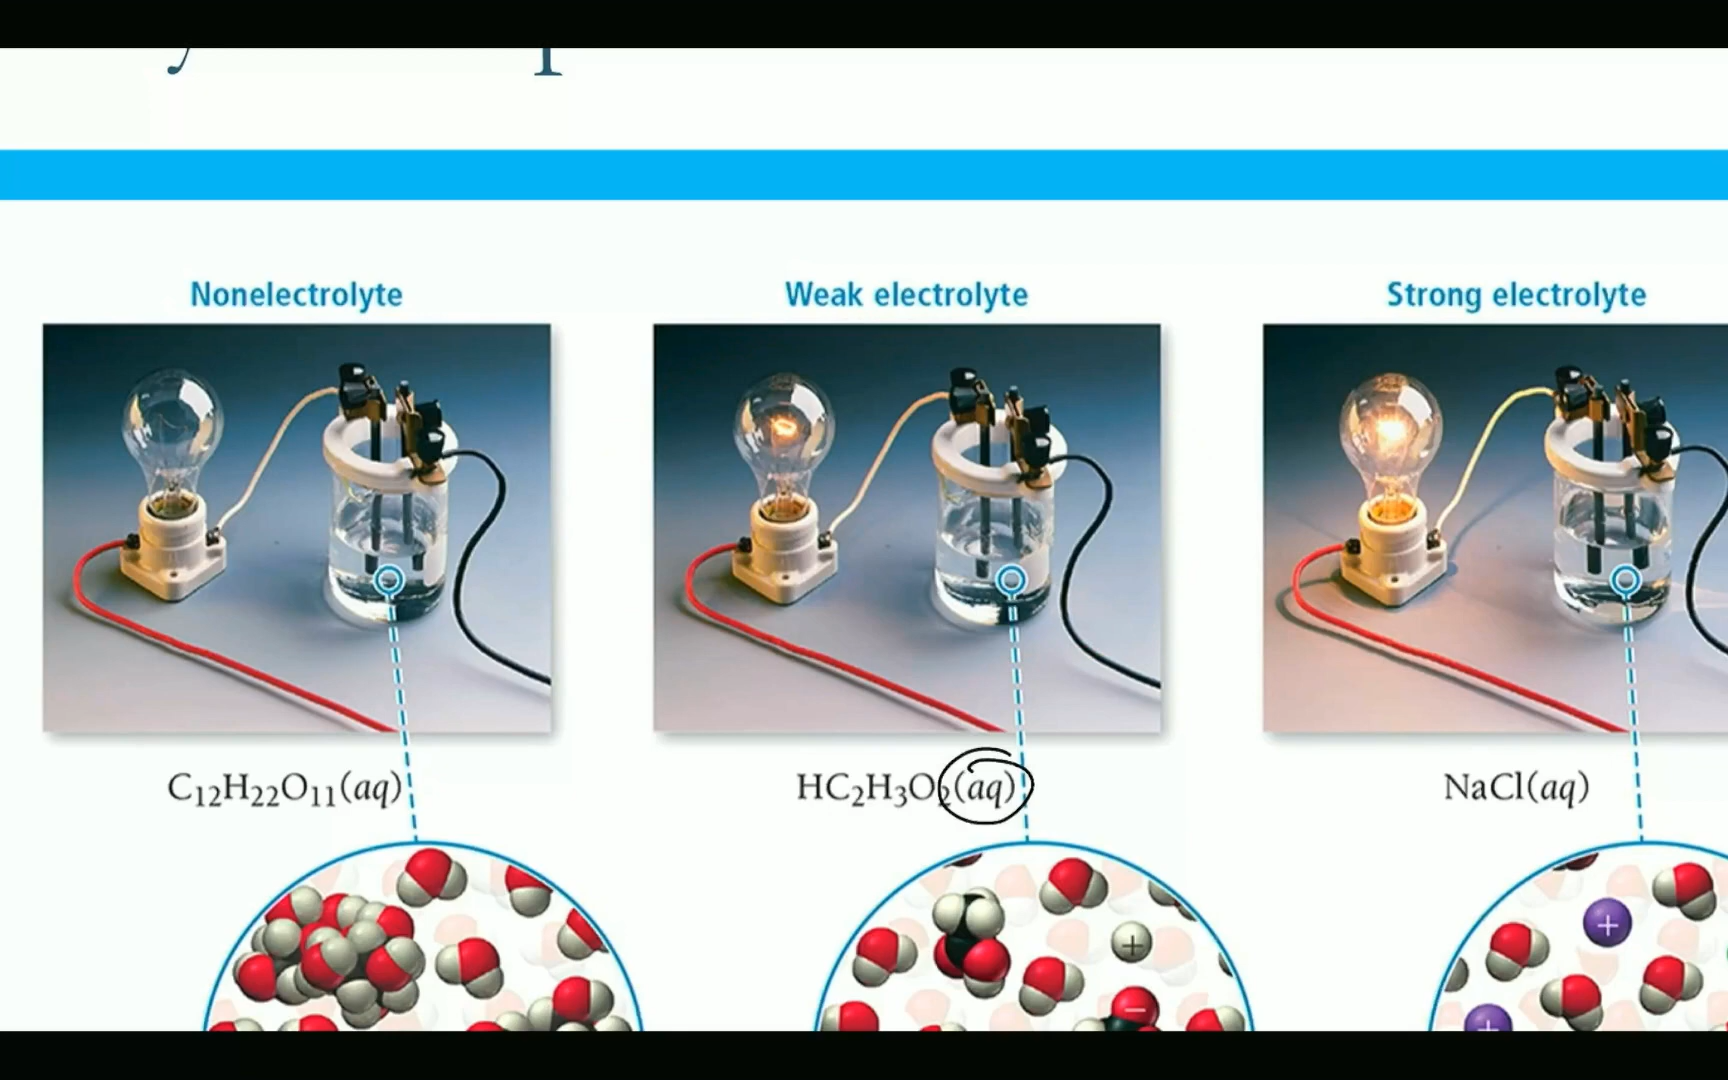 Nonelectrolyte
Weak electrolyte
Strong electrolyte
C₁₂H₂₂O₁₁(aq)
HC₂H₃O₂(aq)
NaCl(aq)
+
+
−
+